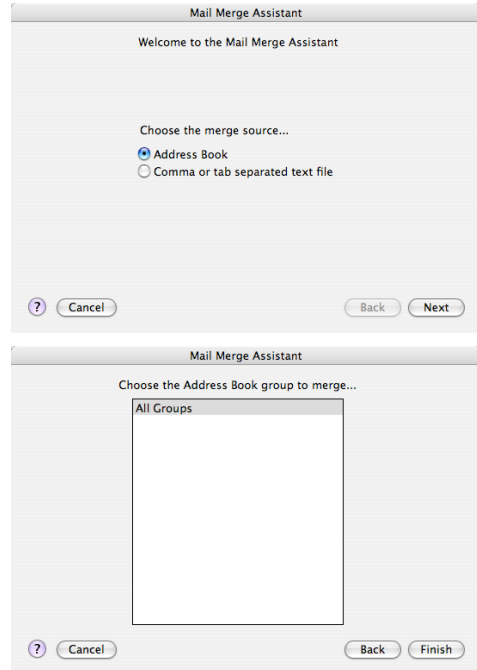 Mail Merge Assistant
Welcome to the Mail Merge Assistant
Choose the merge source...
Address Book
Comma or tab separated text file
? Cancel Back Next
Mail Merge Assistant
Choose the Address Book group to merge...
All Groups
? Cancel Back Finish